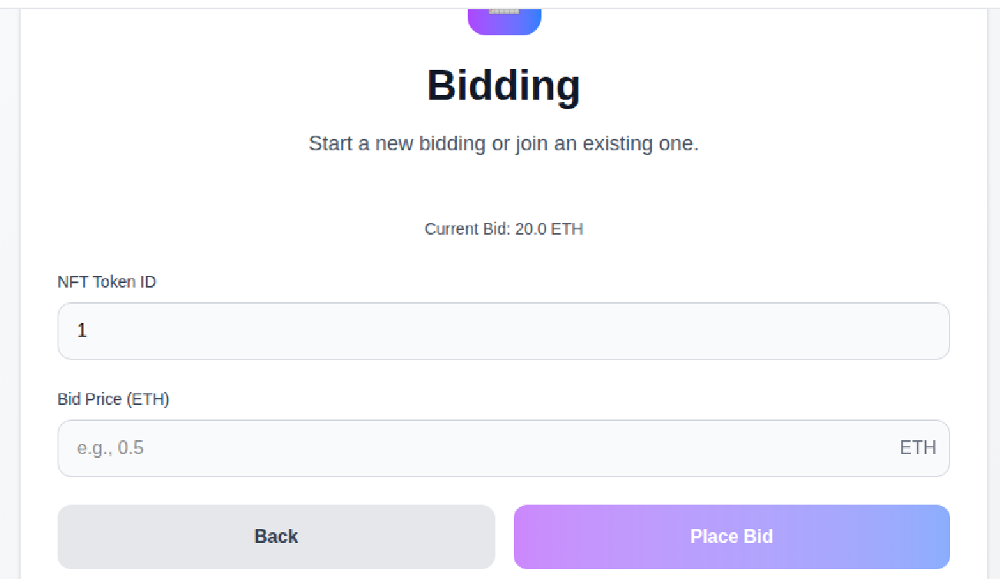 Bidding
Start a new bidding or join an existing one.
Current Bid: 20.0 ETH
NFT Token ID
1
Bid Price (ETH)
e.g., 0.5 ETH
Back Place Bid